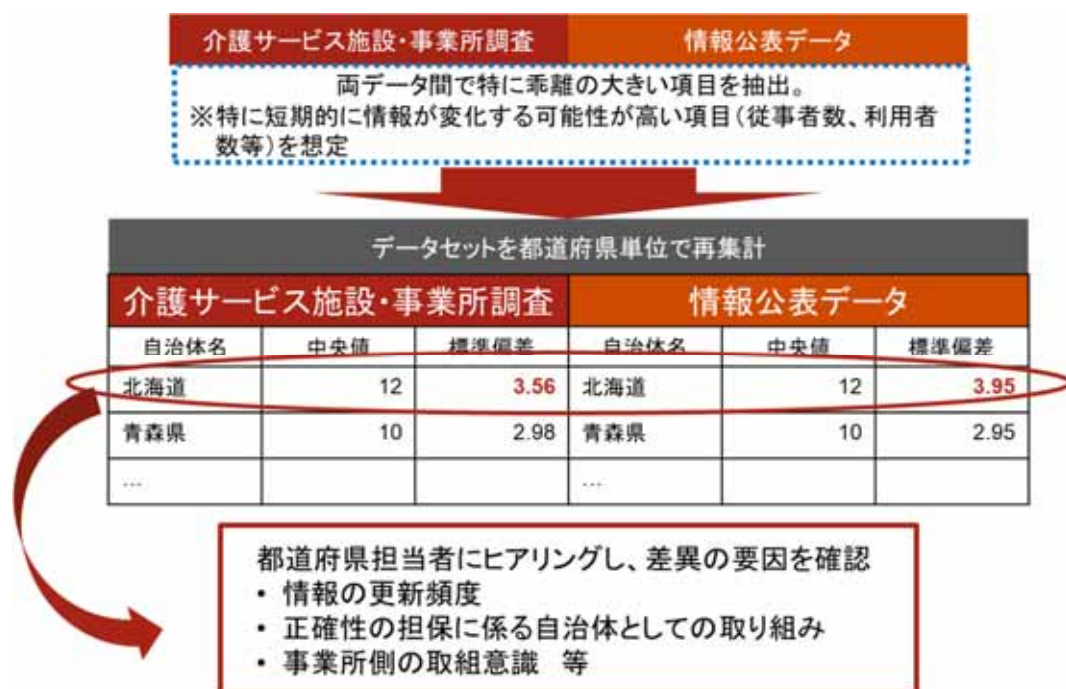 介護サービス施設・事業所調査 情報公表データ
両データ間で特に乖離の大きい項目を抽出。
※特に短期的に情報が変化する可能性が高い項目(従事者数、利用者
数等)を想定
データセットを都道府県単位で再集計
介護サービス施設・事業所調査 情報公表データ
自治体名 中央値 標準偏差 自治体名 中央値 標準偏差
北海道 12 3.56 北海道 12 3.95
青森県 10 2.98 青森県 10 2.95
... ...
都道府県担当者にヒアリングし、差異の要因を確認
・ 情報の更新頻度
・ 正確性の担保に係る自治体としての取り組み
・ 事業所側の取組意識 等